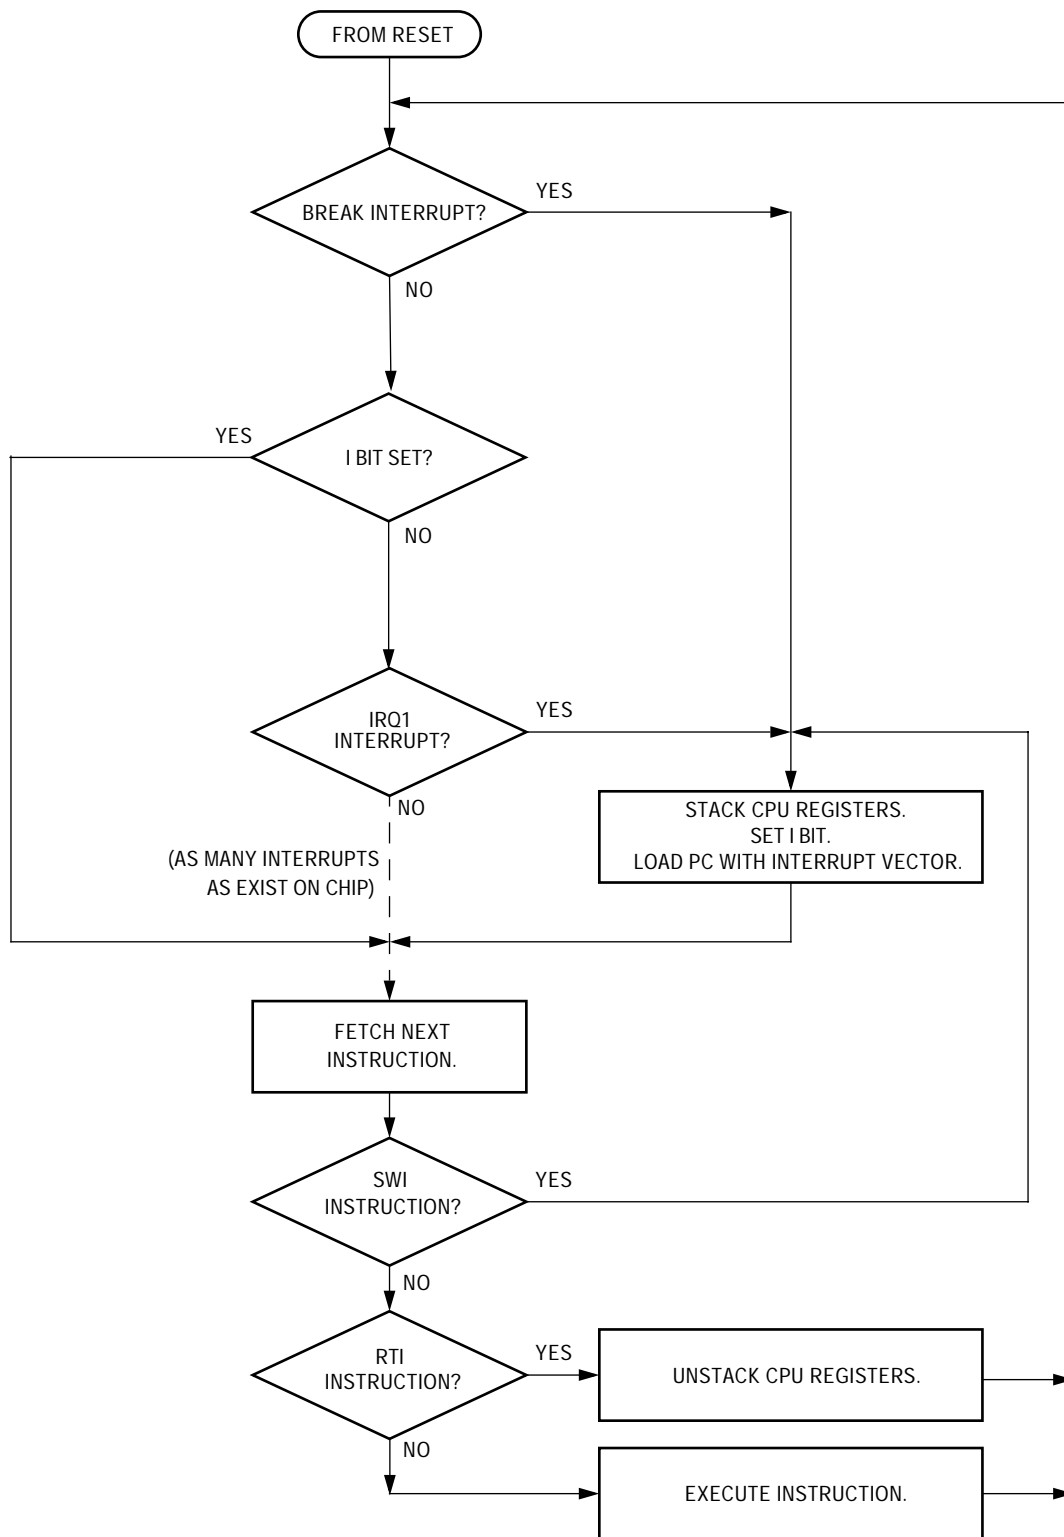 FROM RESET
BREAK INTERRUPT?
YES
NO
YES
I BIT SET?
NO
IRQ1
INTERRUPT?
YES
NO
(AS MANY INTERRUPTS
AS EXIST ON CHIP)
STACK CPU REGISTERS.
SET I BIT.
LOAD PC WITH INTERRUPT VECTOR.
FETCH NEXT
INSTRUCTION.
SWI
INSTRUCTION?
YES
NO
RTI
INSTRUCTION?
YES
UNSTACK CPU REGISTERS.
NO
EXECUTE INSTRUCTION.